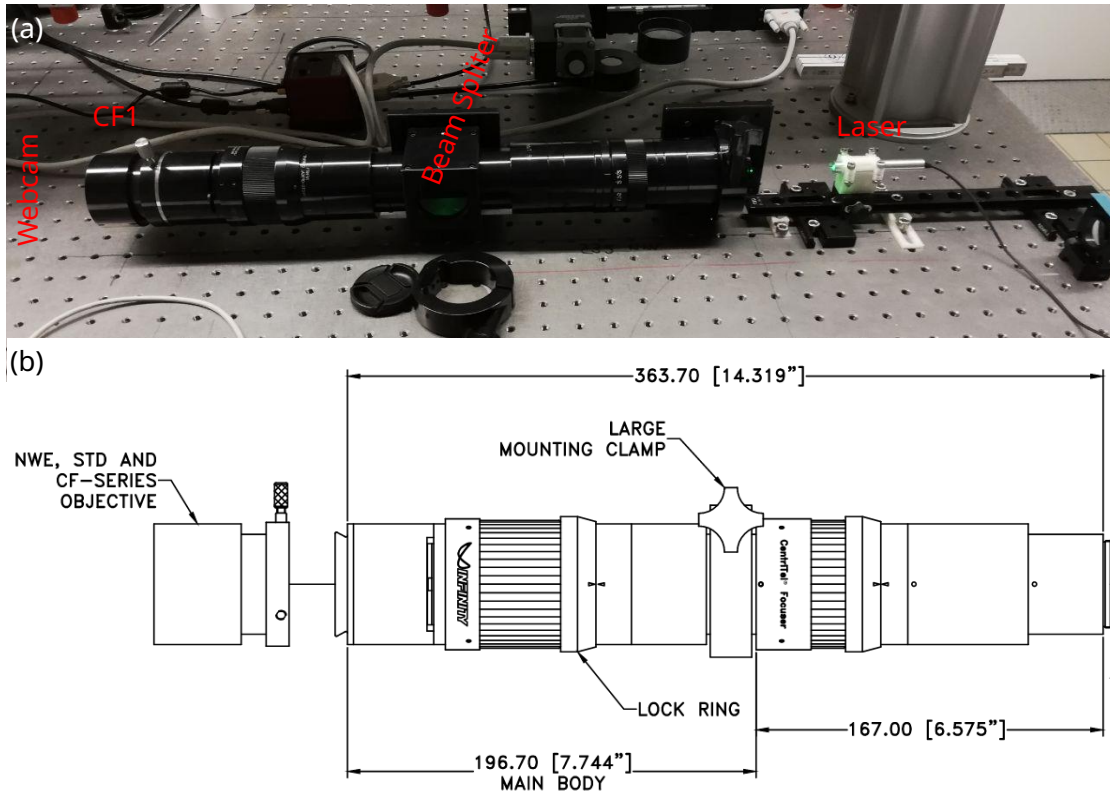 (a)
CF1
Webcam
Beam Spliter
Laser
(b)
363.70 [14.319”]
LARGE
MOUNTING CLAMP
NWE, STD AND
CF-SERIES
OBJECTIVE
INFINITY
CentriTel® Focuser
LOCK RING
167.00 [6.575”]
196.70 [7.744”]
MAIN BODY